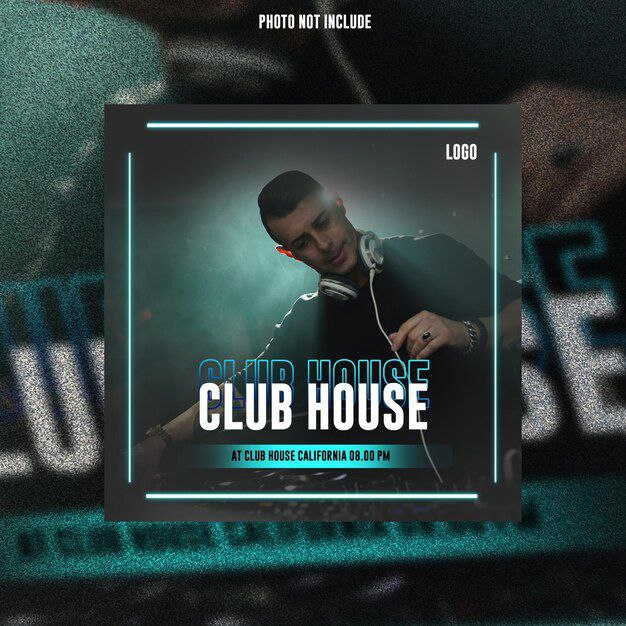 PHOTO NOT INCLUDE
LOGO
CLUB HOUSE
CLUB HOUSE
AT CLUB HOUSE CALIFORNIA 08.00 PM